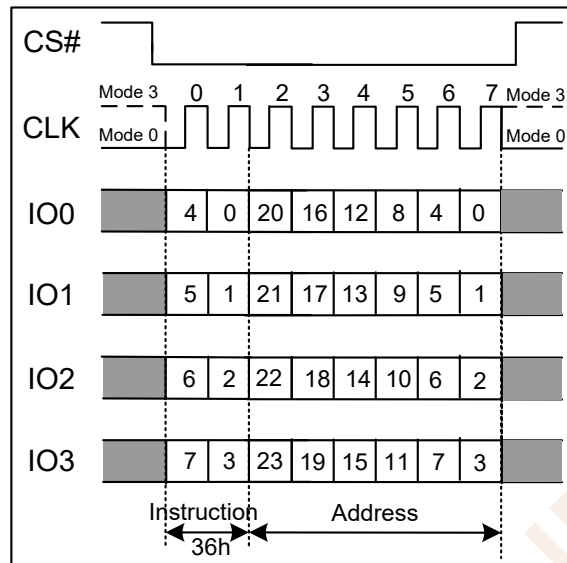 CS#
Mode 3 0 1 2 3 4 5 6 7 Mode 3
CLK Mode 0 Mode 0
IO0 4 0 20 16 12 8 4 0
IO1 5 1 21 17 13 9 5 1
IO2 6 2 22 18 14 10 6 2
IO3 7 3 23 19 15 11 7 3
Instruction Address
36h